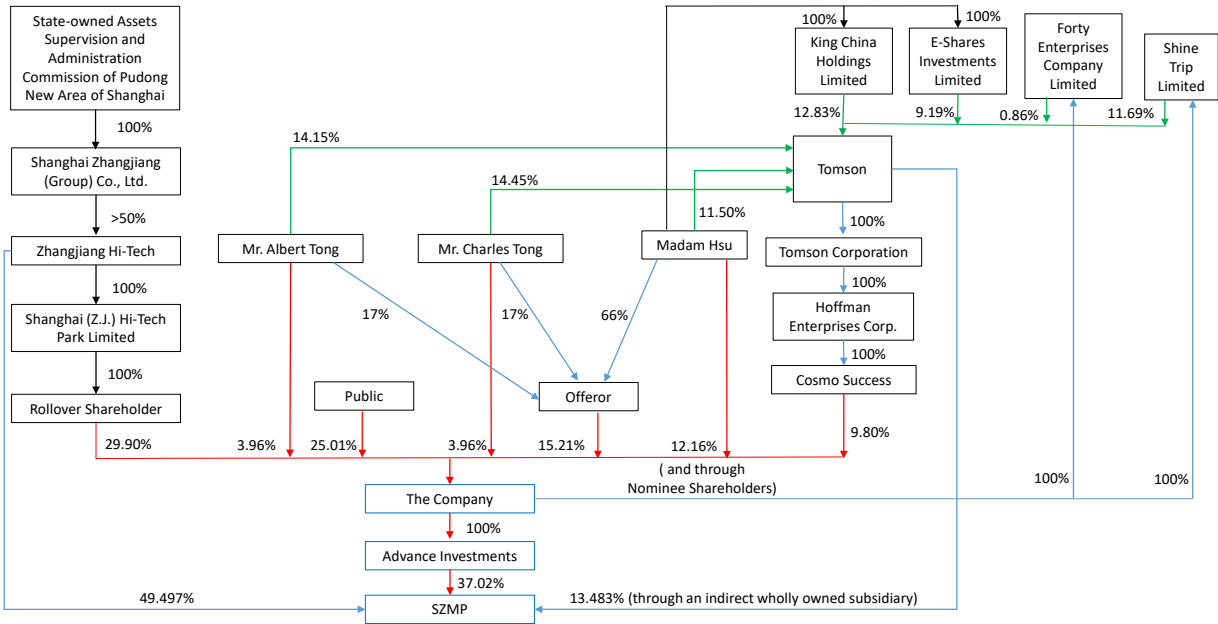 State-owned Assets
Supervision and
Administration
Commission of Pudong
New Area of Shanghai
100%
100%
King China
Holdings
Limited
E-Shares
Investments
Limited
Forty
Enterprises
Company
Limited
Shine
Trip
Limited
12.83%
9.19%
0.86%
11.69%
100%
14.15%
Shanghai Zhangjiang
(Group) Co., Ltd.
Tomson
14.45%
>50%
11.50%
100%
Zhangjiang Hi-Tech
Mr. Albert Tong
Mr. Charles Tong
Madam Hsu
Tomson Corporation
100%
100%
Shanghai (Z.J.) Hi-Tech
Park Limited
17%
17%
66%
Hoffman
Enterprises Corp.
100%
100%
Rollover Shareholder
Public
Offeror
Cosmo Success
29.90%
3.96%
25.01%
3.96%
15.21%
12.16%
9.80%
( and through
Nominee Shareholders)
100%
100%
The Company
100%
Advance Investments
37.02%
49.497%
13.483% (through an indirect wholly owned subsidiary)
SZMP